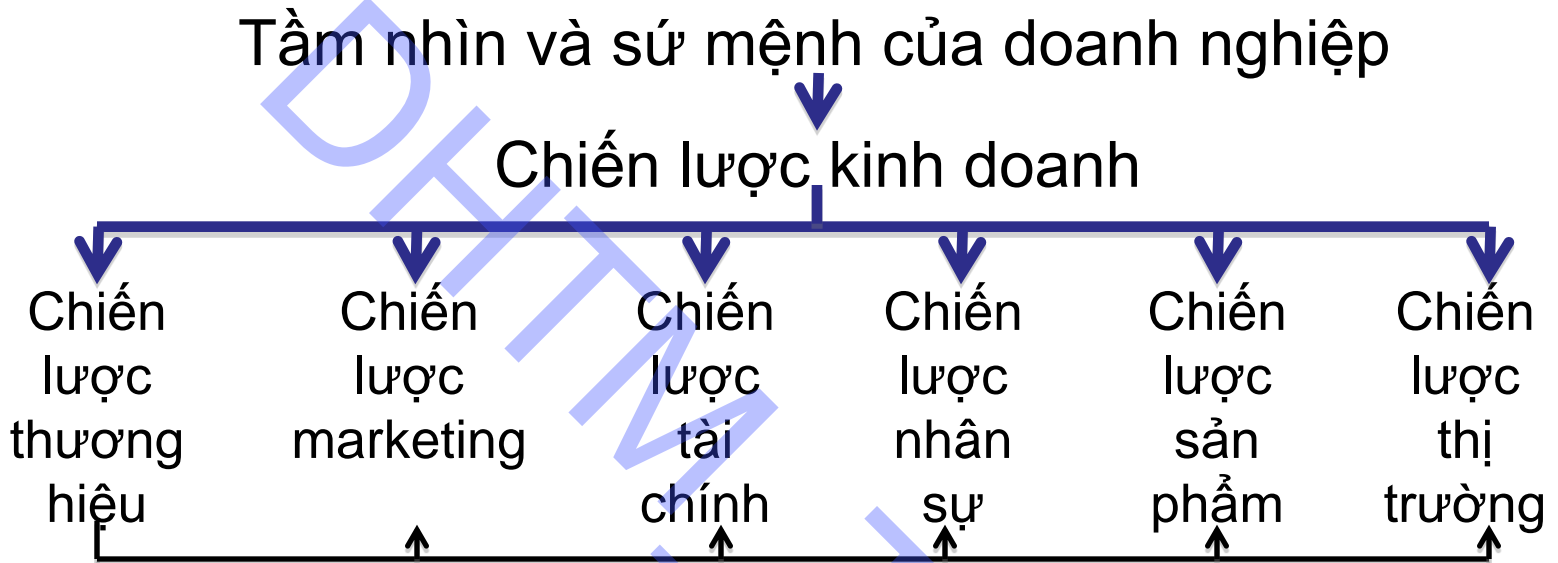 Tầm nhìn và sứ mệnh của doanh nghiệp
Chiến lược kinh doanh
Chiến
lược
thương
hiệu
Chiến
lược
marketing
Chiến
lược
tài
chính
Chiến
lược
nhân
sự
Chiến
lược
sản
phẩm
Chiến
lược
thị
trường
DHTM